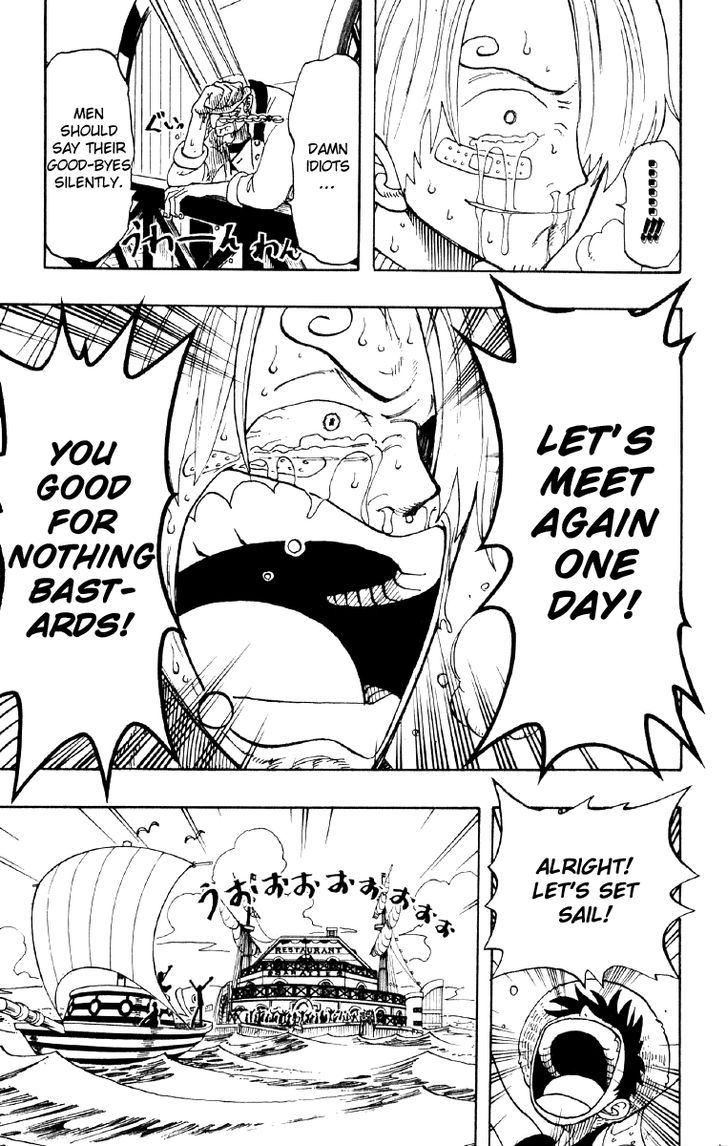 .......!!!
DAMN
IDIOTS
...
MEN
SHOULD
SAY THEIR
GOOD-BYES
SILENTLY.
ぐいっ
うわーん
わん
LET'S
MEET
AGAIN
ONE
DAY!
YOU
GOOD
FOR
NOTHING
BAST-
ARDS!
ALRIGHT!
LET'S SET
SAIL!
うおおおおおおおお
RESTAURANT